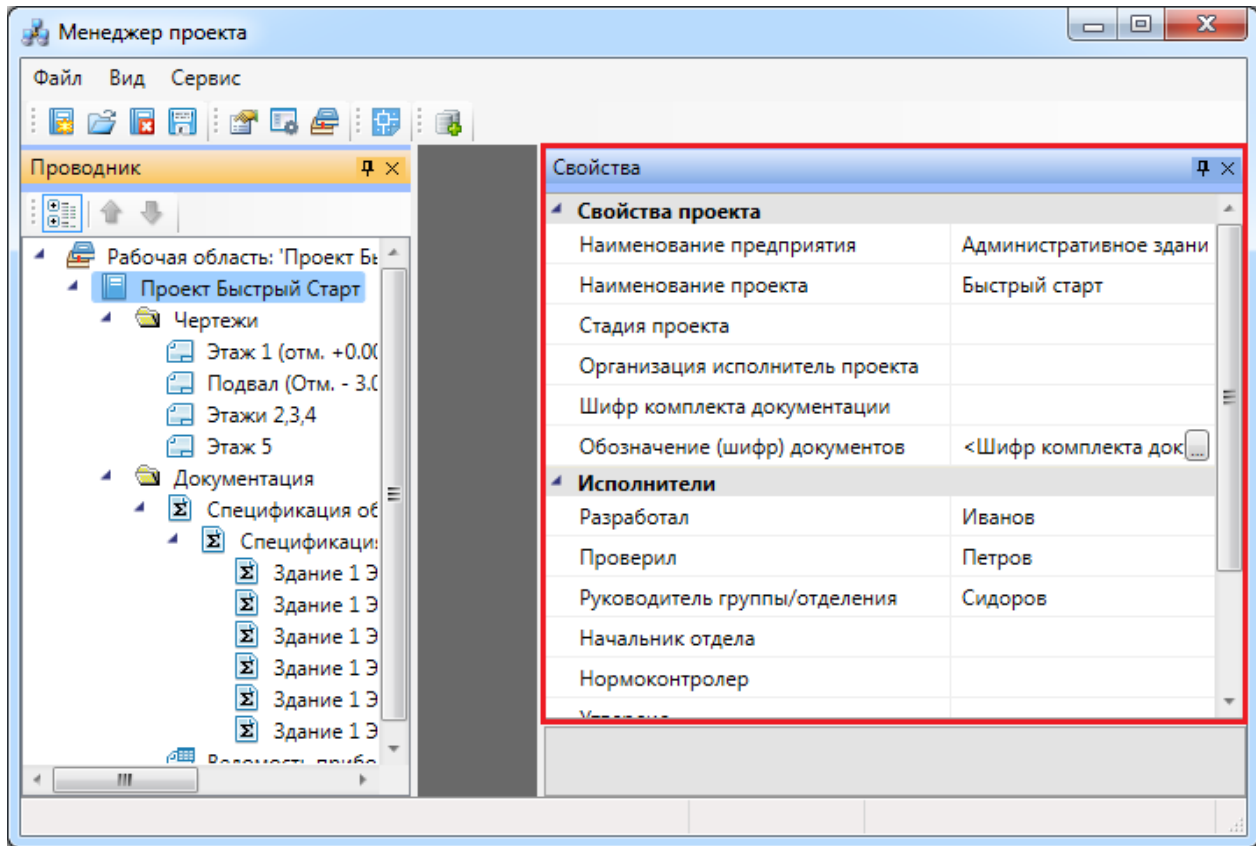 Менеджер проекта
Файл Вид Сервис
Проводник
Рабочая область: 'Проект Бы
Проект Быстрый Старт
Чертежи
Этаж 1 (отм. +0.00
Подвал (Отм. - 3.0
Этажи 2,3,4
Этаж 5
Документация
Спецификация об
Спецификаци
Здание 1 Э
Здание 1 Э
Здание 1 Э
Здание 1 Э
Здание 1 Э
Здание 1 Э
Ведомость прибо
Свойства
Свойства проекта
Наименование предприятия Административное здани
Наименование проекта Быстрый старт
Стадия проекта
Организация исполнитель проекта
Шифр комплекта документации
Обозначение (шифр) документов <Шифр комплекта док ...
Исполнители
Разработал Иванов
Проверил Петров
Руководитель группы/отделения Сидоров
Начальник отдела
Нормоконтролер